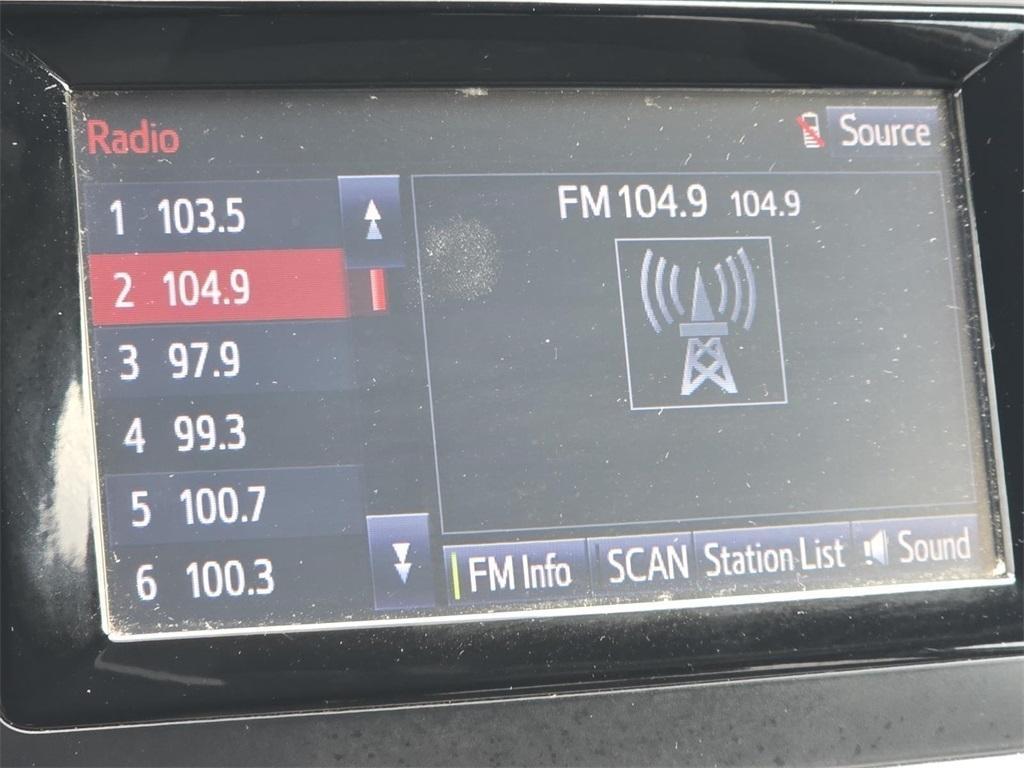 Radio
Source
1 103.5
2 104.9
3 97.9
4 99.3
5 100.7
6 100.3
FM 104.9 104.9
FM Info
SCAN
Station List
Sound